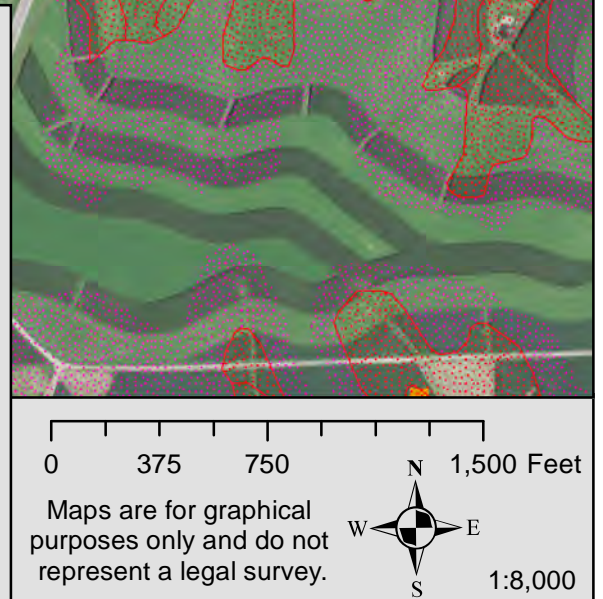 0 375 750 1,500 Feet
Maps are for graphical
purposes only and do not
represent a legal survey.
N
W E
S
1:8,000